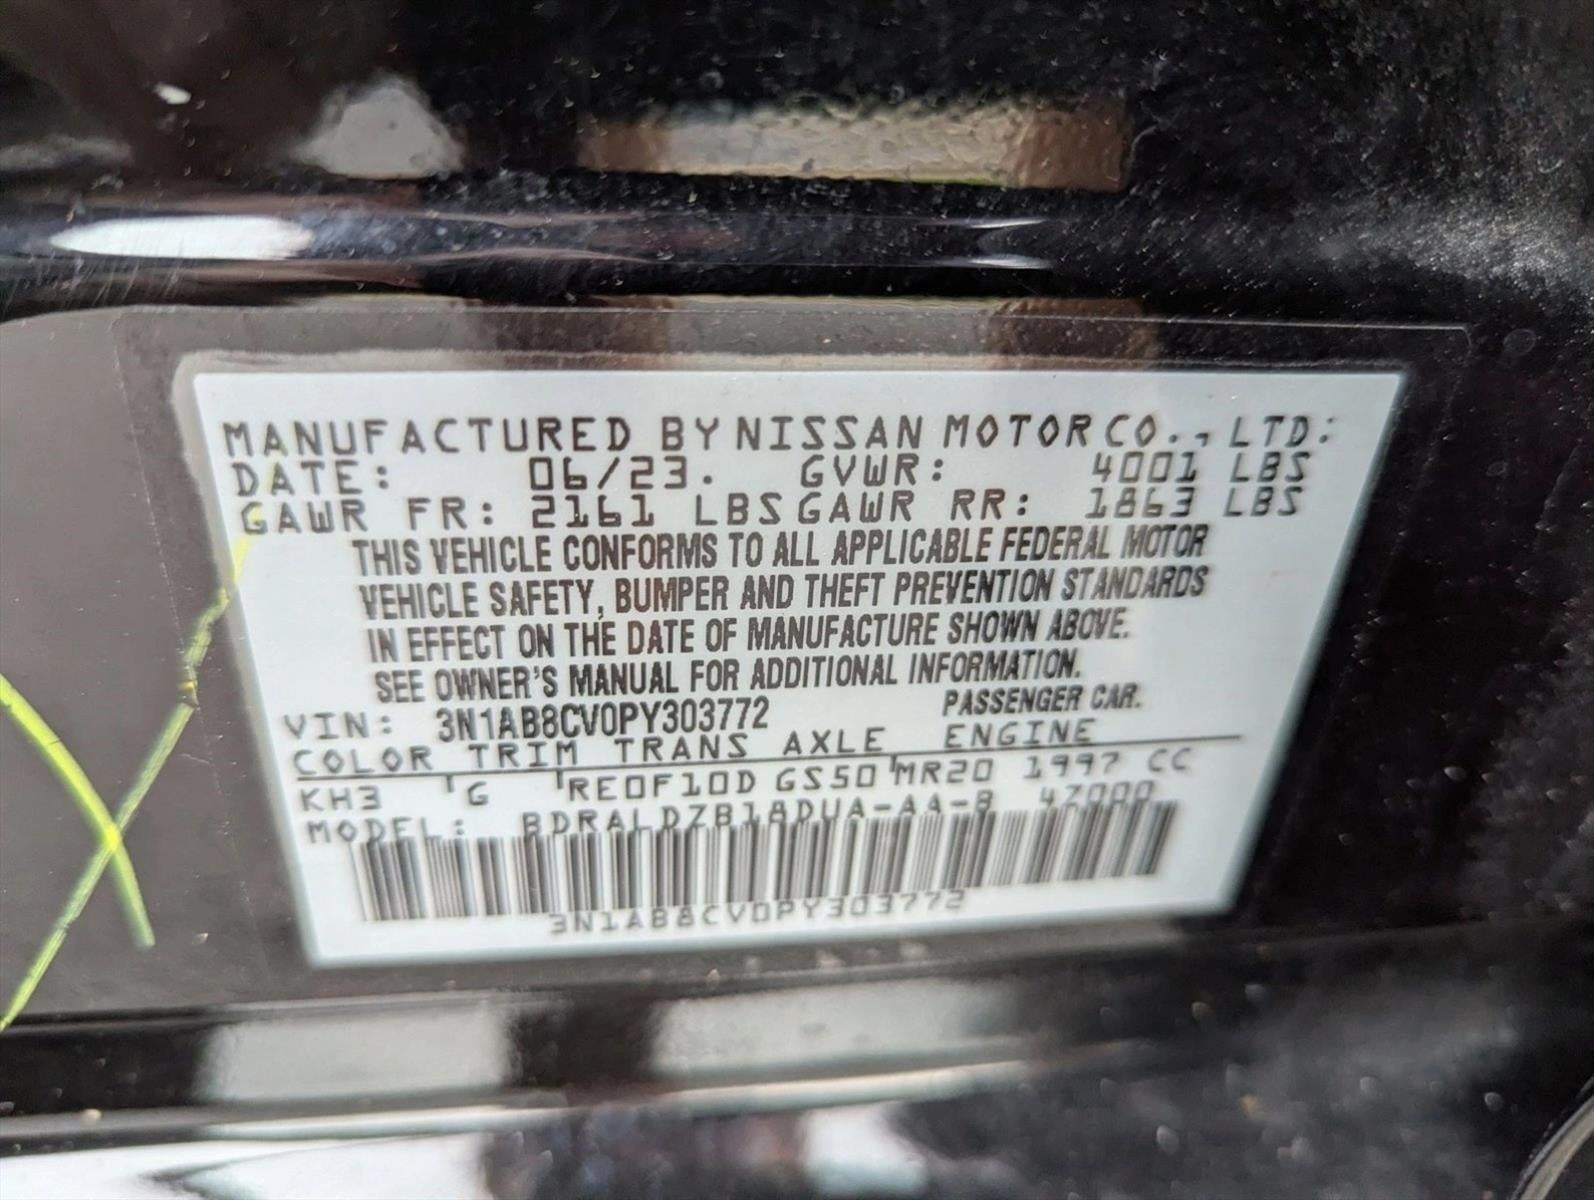 MANUFACTURED BY NISSAN MOTOR CO., LTD.
DATE: 06/23. GVWR: 4001 LBS
GAWR FR: 2161 LBS GAWR RR: 1863 LBS
THIS VEHICLE CONFORMS TO ALL APPLICABLE FEDERAL MOTOR
VEHICLE SAFETY, BUMPER AND THEFT PREVENTION STANDARDS
IN EFFECT ON THE DATE OF MANUFACTURE SHOWN ABOVE.
SEE OWNER'S MANUAL FOR ADDITIONAL INFORMATION.
VIN: 3N1AB8CV0PY303772 PASSENGER CAR.
COLOR TRIM TRANS AXLE ENGINE
KH3 G RE0F10D GS50 MR20 1997 CC
MODEL: BDRALDZB18DUA-AA-B 47000
3N1AB8CV0PY303772